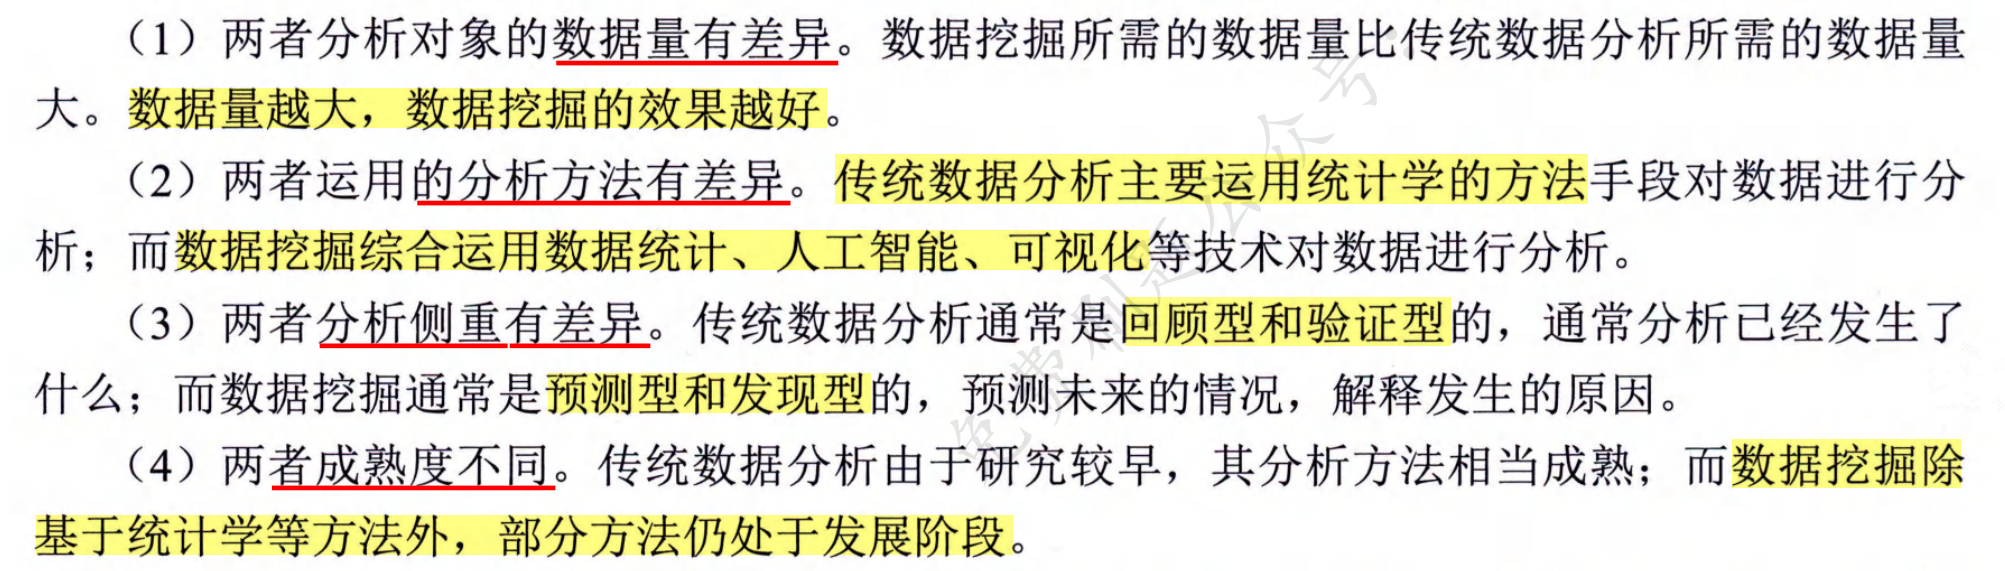 （1）两者分析对象的数据量有差异。数据挖掘所需的数据量比传统数据分析所需的数据量
大。数据量越大，数据挖掘的效果越好。
（2）两者运用的分析方法有差异。传统数据分析主要运用统计学的方法手段对数据进行分
析；而数据挖掘综合运用数据统计、人工智能、可视化等技术对数据进行分析。
（3）两者分析侧重有差异。传统数据分析通常是回顾型和验证型的，通常分析已经发生了
什么；而数据挖掘通常是预测型和发现型的，预测未来的情况，解释发生的原因。
（4）两者成熟度不同。传统数据分析由于研究较早，其分析方法相当成熟；而数据挖掘除
基于统计学等方法外，部分方法仍处于发展阶段。
免费刷题公众号：